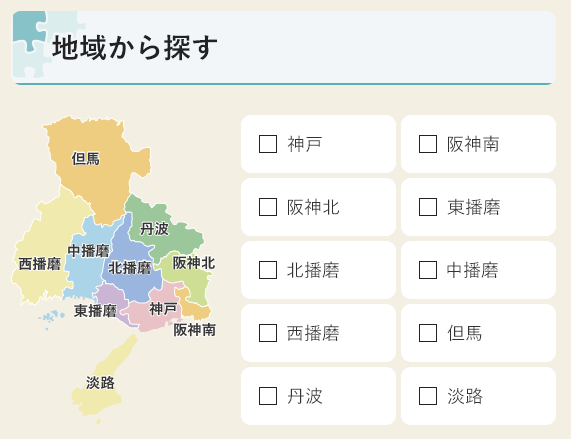 地域から探す
但馬
丹波
中播磨
西播磨
北播磨
阪神北
東播磨
神戸
阪神南
淡路
神戸
阪神南
阪神北
東播磨
北播磨
中播磨
西播磨
但馬
丹波
淡路